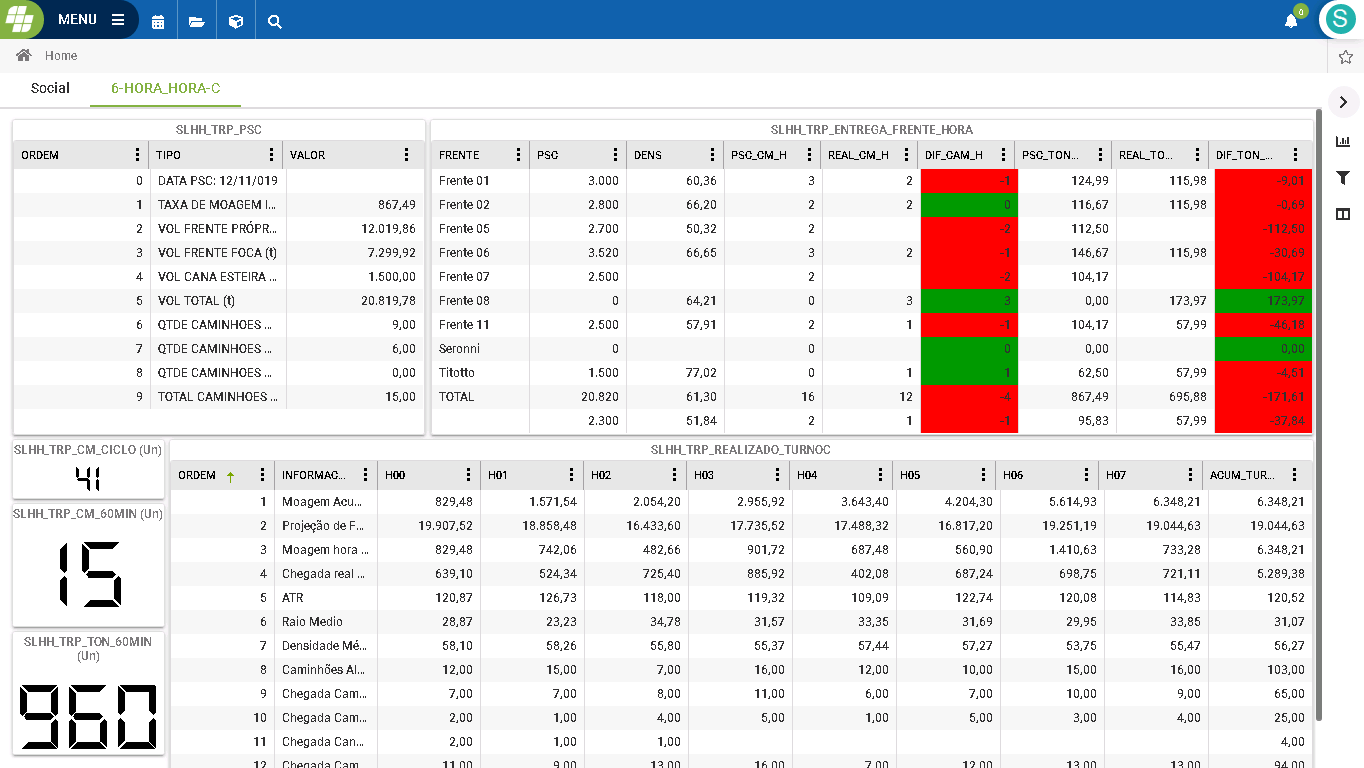 MENU
0
S
Home
Social 6-HORA_HORA-C
SLHH_TRP_PSC
ORDEM TIPO VALOR
0 DATA PSC: 12/11/019
1 TAXA DE MOAGEM I... 867,49
2 VOL FRENTE PRÓPR... 12.019,86
3 VOL FRENTE FOCA (t) 7.299,92
4 VOL CANA ESTEIRA ... 1.500,00
5 VOL TOTAL (t) 20.819,78
6 QTDE CAMINHOES ... 9,00
7 QTDE CAMINHOES ... 6,00
8 QTDE CAMINHOES ... 0,00
9 TOTAL CAMINHOES ... 15,00
SLHH_TRP_ENTREGA_FRENTE_HORA
FRENTE PSC DENS PSC_CM_H REAL_CM_H DIF_CAM_H PSC_TON... REAL_TO... DIF_TON_...
Frente 01 3.000 60,36 3 2 -1 124,99 115,98 -9,01
Frente 02 2.800 66,20 2 2 0 116,67 115,98 -0,69
Frente 05 2.700 50,32 2 -2 112,50 -112,50
Frente 06 3.520 66,65 3 2 -1 146,67 115,98 -30,69
Frente 07 2.500 2 -2 104,17 -104,17
Frente 08 0 64,21 0 3 3 0,00 173,97 173,97
Frente 11 2.500 57,91 2 1 -1 104,17 57,99 -46,18
Seronni 0 0 0 0,00 0,00
Titotto 1.500 77,02 0 1 1 62,50 57,99 -4,51
TOTAL 20.820 61,30 16 12 -4 867,49 695,88 -171,61
2.300 51,84 2 1 -1 95,83 57,99 -37,84
SLHH_TRP_CM_CICLO (Un)
41
SLHH_TRP_CM_60MIN (Un)
15
SLHH_TRP_TON_60MIN
(Un)
960
SLHH_TRP_REALIZADO_TURNOC
ORDEM INFORMAC... H00 H01 H02 H03 H04 H05 H06 H07 ACUM_TUR...
1 Moagem Acu... 829,48 1.571,54 2.054,20 2.955,92 3.643,40 4.204,30 5.614,93 6.348,21 6.348,21
2 Projeção de F... 19.907,52 18.858,48 16.433,60 17.735,52 17.488,32 16.817,20 19.251,19 19.044,63 19.044,63
3 Moagem hora ... 829,48 742,06 482,66 901,72 687,48 560,90 1.410,63 733,28 6.348,21
4 Chegada real ... 639,10 524,34 725,40 885,92 402,08 687,24 698,75 721,11 5.289,38
5 ATR 120,87 126,73 118,00 119,32 109,09 122,74 120,08 114,83 120,52
6 Raio Medio 28,87 23,23 34,78 31,57 33,35 31,69 29,95 33,85 31,07
7 Densidade Mé... 58,10 58,26 55,80 55,37 57,44 57,27 53,75 55,47 56,27
8 Caminhões Al... 12,00 15,00 7,00 16,00 12,00 10,00 15,00 16,00 103,00
9 Chegada Cam... 7,00 7,00 8,00 11,00 6,00 7,00 10,00 9,00 65,00
10 Chegada Cam... 2,00 1,00 4,00 5,00 1,00 5,00 3,00 4,00 25,00
11 Chegada Can... 2,00 1,00 1,00 4,00
12 Chegada Cam... 11,00 9,00 13,00 16,00 7,00 12,00 13,00 13,00 94,00